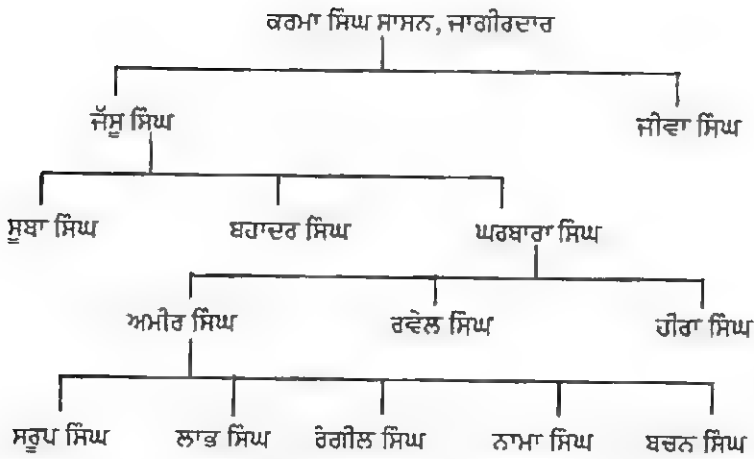 ਕਰਮਾ ਸਿੰਘ ਸਾਸਨ, ਜਾਗੀਰਦਾਰ
ਜੱਸੂ ਸਿੰਘ ਜੀਵਾ ਸਿੰਘ
ਸੂਬਾ ਸਿੰਘ ਬਹਾਦਰ ਸਿੰਘ ਘਰਬਾਰਾ ਸਿੰਘ
ਅਮੀਰ ਸਿੰਘ ਰਵੇਲ ਸਿੰਘ ਹੀਰਾ ਸਿੰਘ
ਸਰੂਪ ਸਿੰਘ ਲਾਭ ਸਿੰਘ ਰੰਗੀਲ ਸਿੰਘ ਨਾਮਾ ਸਿੰਘ ਬਚਨ ਸਿੰਘ